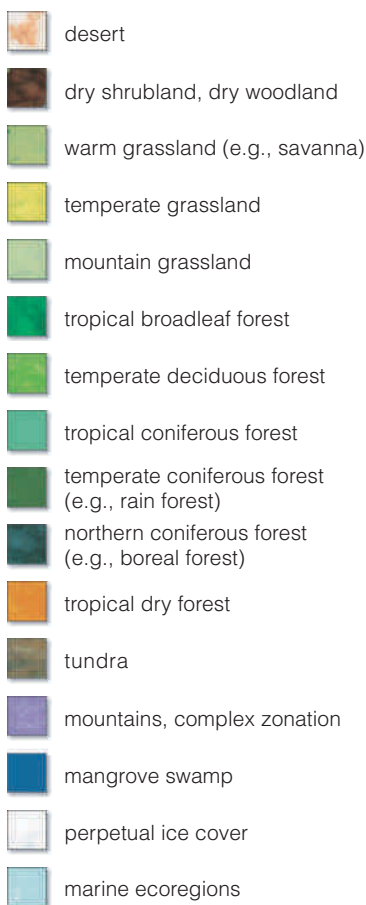 desert
dry shrubland, dry woodland
warm grassland (e.g., savanna)
temperate grassland
mountain grassland
tropical broadleaf forest
temperate deciduous forest
tropical coniferous forest
temperate coniferous forest
(e.g., rain forest)
northern coniferous forest
(e.g., boreal forest)
tropical dry forest
tundra
mountains, complex zonation
mangrove swamp
perpetual ice cover
marine ecoregions